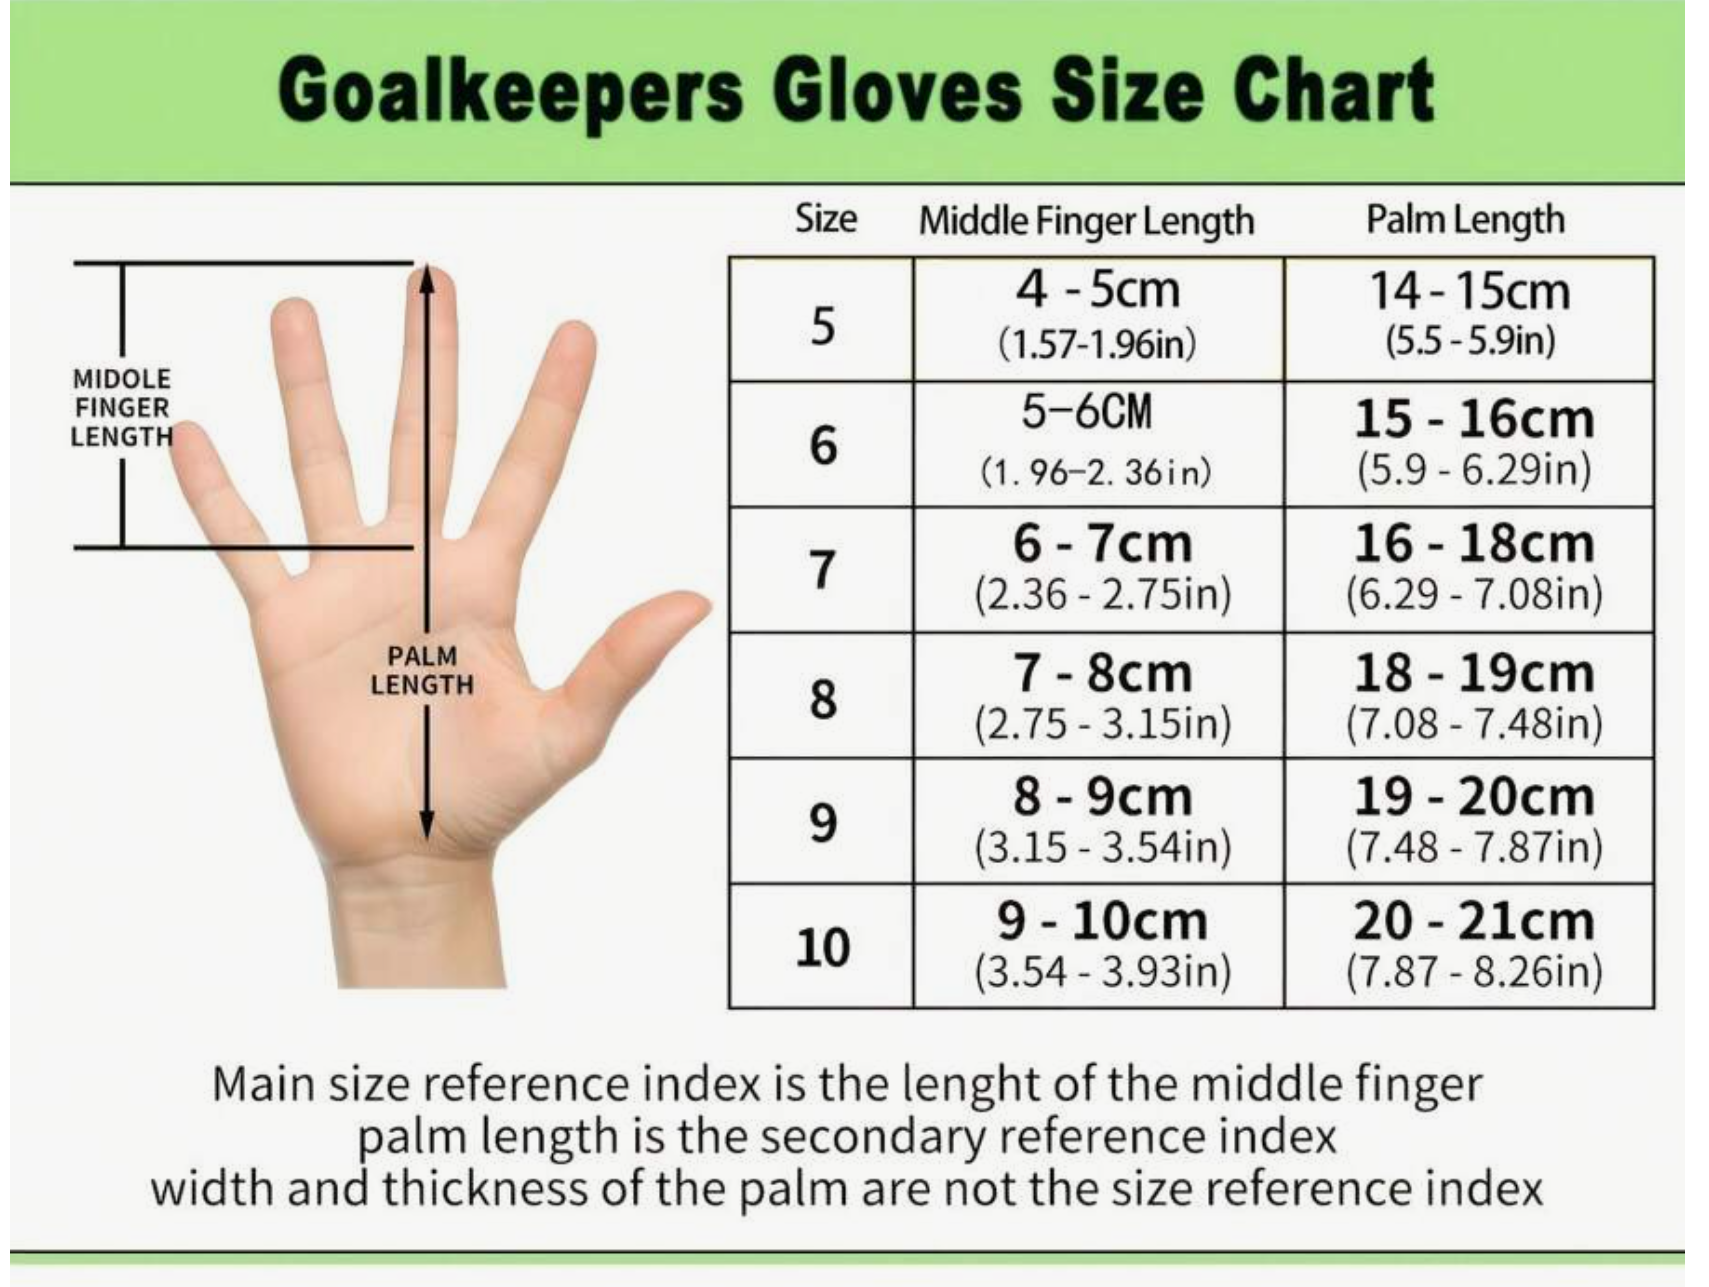 Goalkeepers Gloves Size Chart
Size Middle Finger Length Palm Length
MIDOLE
FINGER
LENGTH
PALM
LENGTH
5
4 - 5cm
(1.57-1.96in)
14 - 15cm
(5.5 - 5.9in)
6
5-6CM
(1.96-2.36in)
15 - 16cm
(5.9 - 6.29in)
7
6 - 7cm
(2.36 - 2.75in)
16 - 18cm
(6.29 - 7.08in)
8
7 - 8cm
(2.75 - 3.15in)
18 - 19cm
(7.08 - 7.48in)
9
8 - 9cm
(3.15 - 3.54in)
19 - 20cm
(7.48 - 7.87in)
10
9 - 10cm
(3.54 - 3.93in)
20 - 21cm
(7.87 - 8.26in)
Main size reference index is the lenght of the middle finger
palm length is the secondary reference index
width and thickness of the palm are not the size reference index